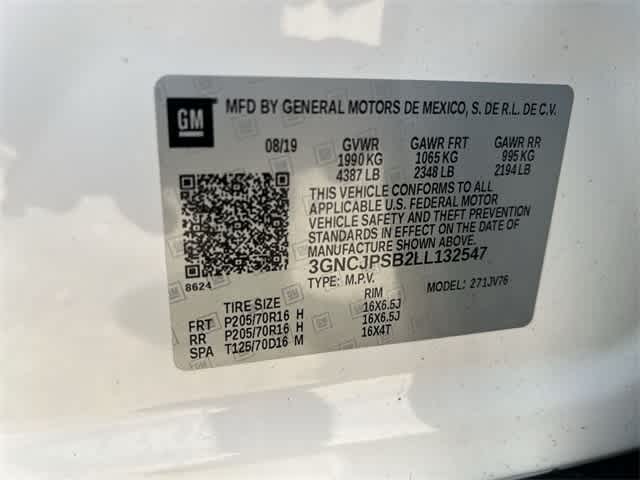 GM
MFD BY GENERAL MOTORS DE MEXICO, S. DE R.L. DE C.V.
08/19 GVWR GAWR FRT GAWR RR
1990 KG 1065 KG 995 KG
4387 LB 2348 LB 2194 LB
THIS VEHICLE CONFORMS TO ALL
APPLICABLE U.S. FEDERAL MOTOR
VEHICLE SAFETY AND THEFT PREVENTION
STANDARDS IN EFFECT ON THE DATE OF
MANUFACTURE SHOWN ABOVE.
3GNCJPSB2LL132547
8624
TYPE: M.P.V. MODEL: 271JV76
TIRE SIZE RIM
FRT P205/70R16 H 16X6.5J
RR P205/70R16 H 16X6.5J
SPA T125/70D16 M 16X4T